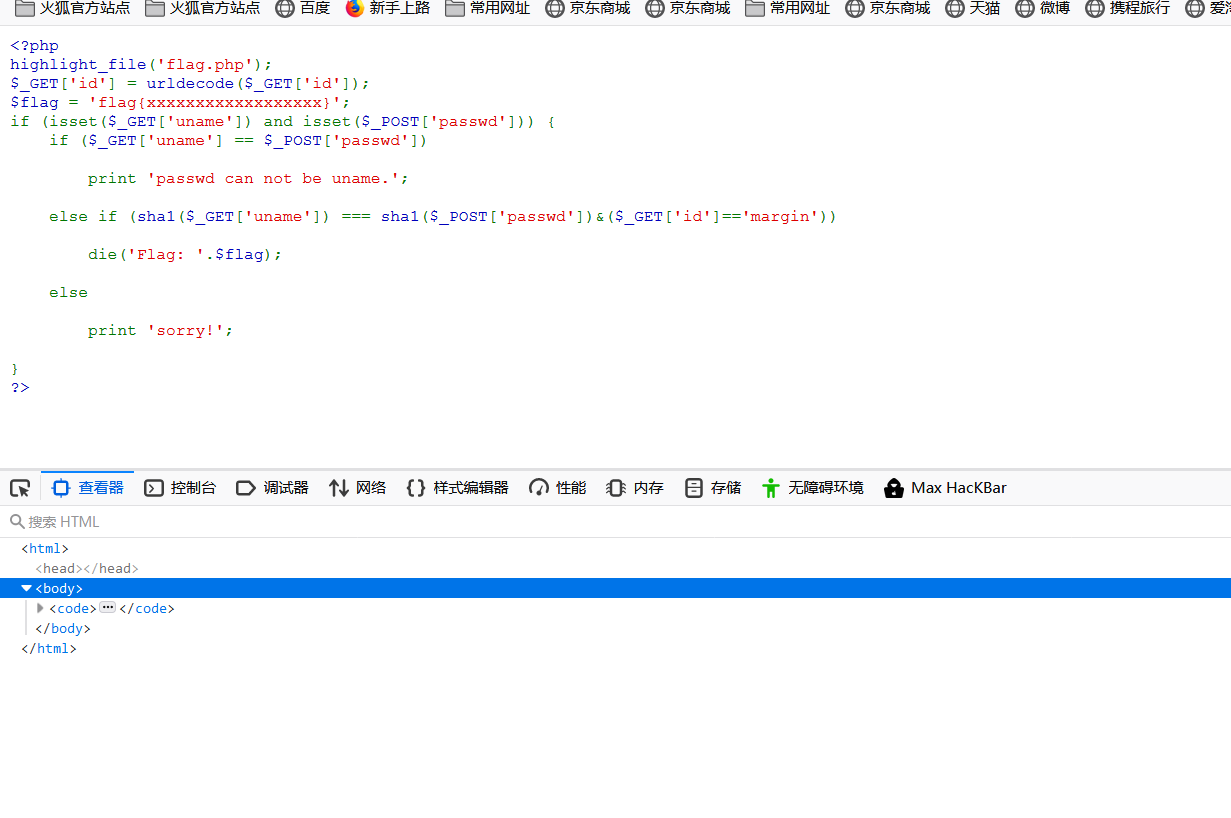 火狐官方站点 火狐官方站点 百度 新手上路 常用网址 京东商城 京东商城 常用网址 京东商城 天猫 微博 携程旅行
<?php
highlight_file('flag.php');
$_GET['id'] = urldecode($_GET['id']);
$flag = 'flag{xxxxxxxxxxxxxxxxxx}';
if (isset($_GET['uname']) and isset($_POST['passwd'])) {
    if ($_GET['uname'] == $_POST['passwd'])
        print 'passwd can not be uname.';
    else if (sha1($_GET['uname']) === sha1($_POST['passwd'])&($_GET['id']=='margin'))
        die('Flag: '.$flag);
    else
        print 'sorry!';
}
?>
查看器 控制台 调试器 网络 样式编辑器 性能 内存 存储 无障碍环境 Max HacKBar
搜索 HTML
<html>
<head></head>
<body>
<code>⋯</code>
</body>
</html>